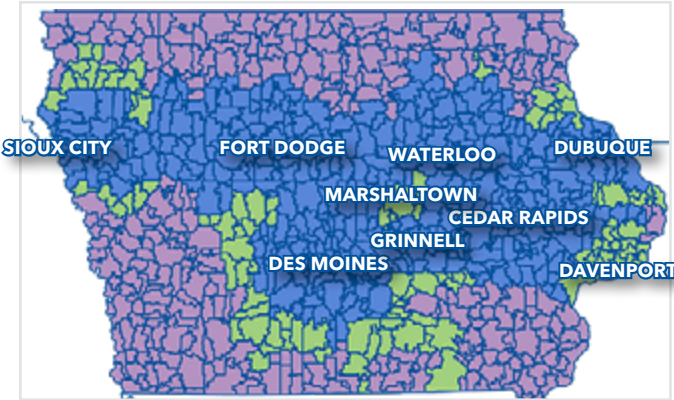 SIOUX CITY
FORT DODGE
WATERLOO
DUBUQUE
MARSHALTOWN
CEDAR RAPIDS
GRINNELL
DES MOINES
DAVENPORT